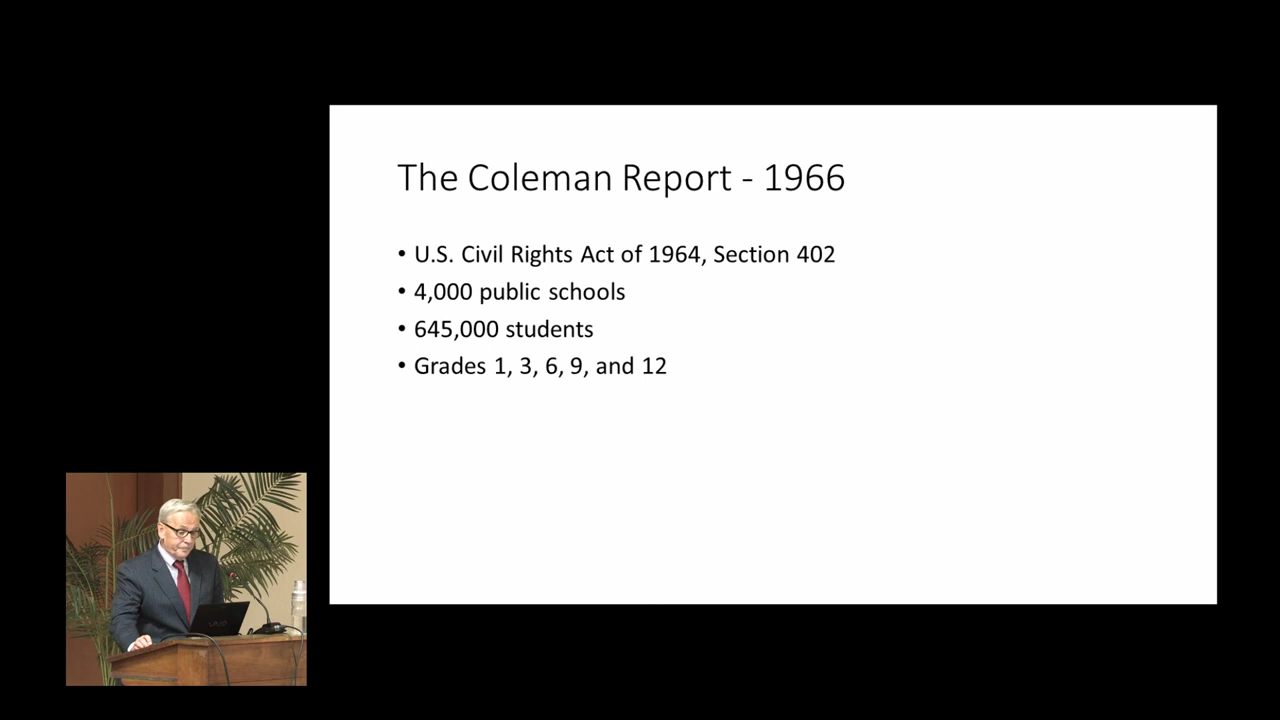 The Coleman Report - 1966
• U.S. Civil Rights Act of 1964, Section 402
• 4,000 public schools
• 645,000 students
• Grades 1, 3, 6, 9, and 12
VAIO